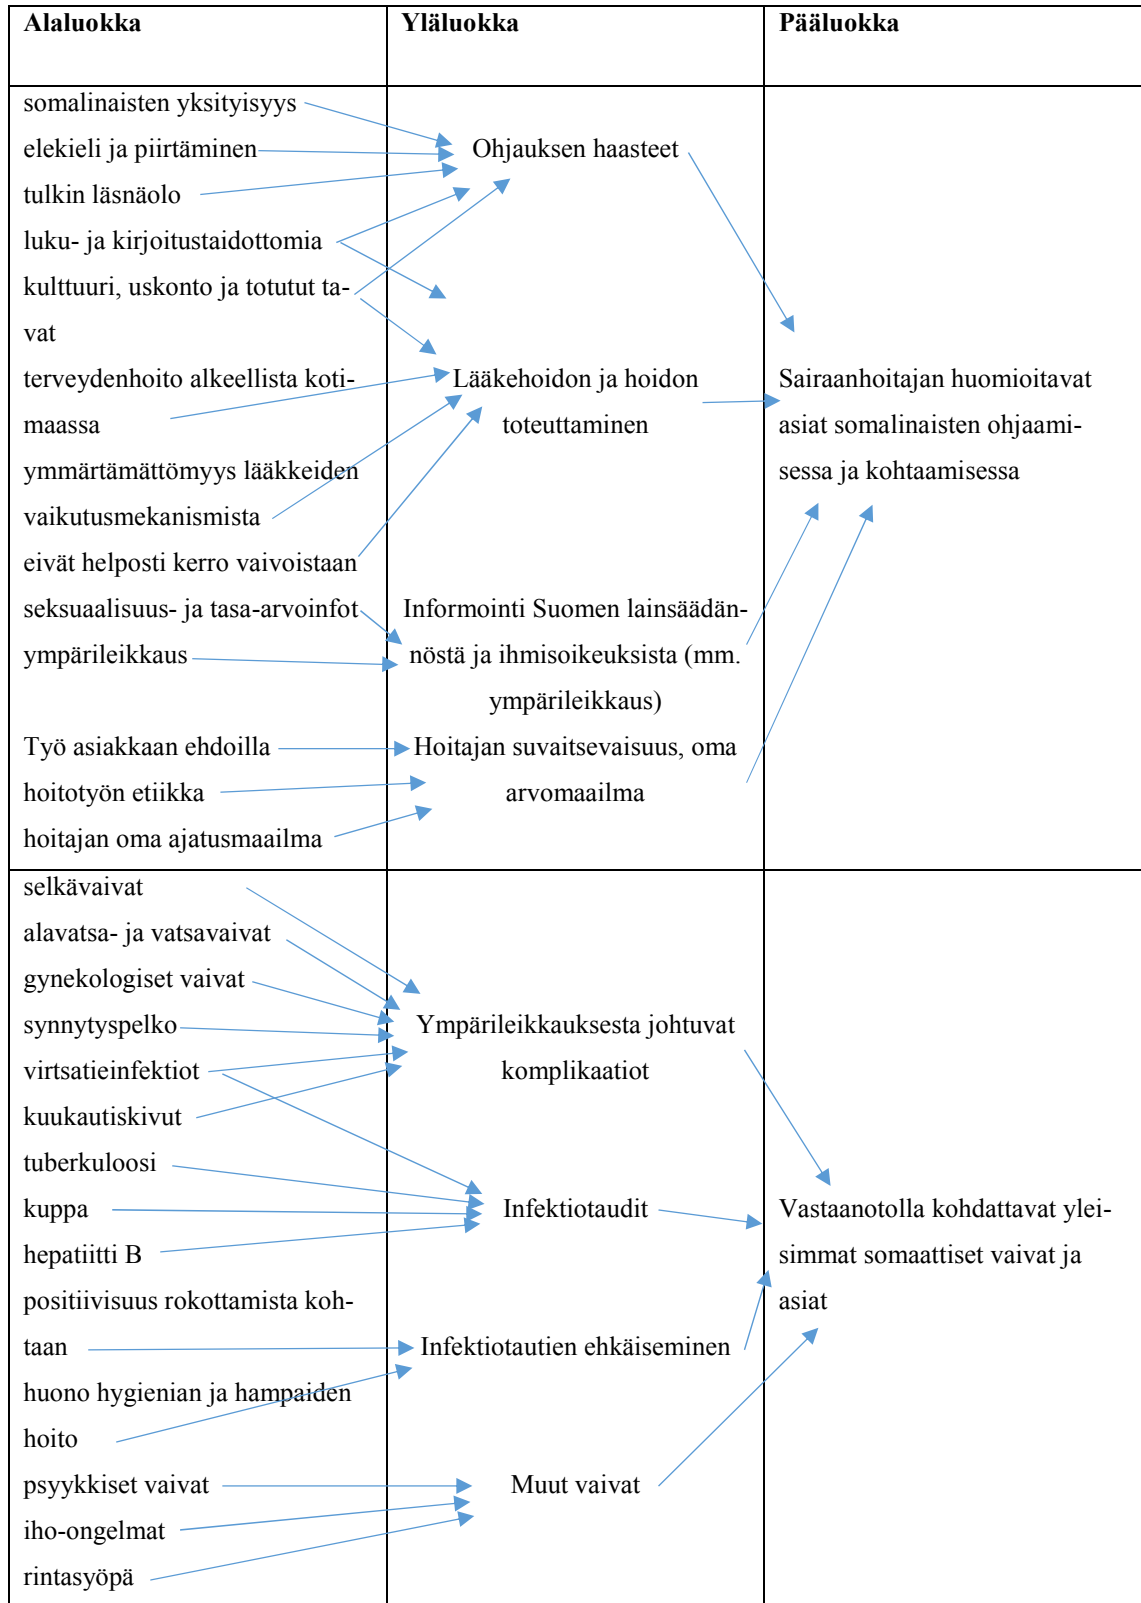 Alaluokka
Yläluokka
Pääluokka
somalinaisten yksityisyys
elekieli ja piirtäminen
tulkin läsnäolo
luku- ja kirjoitustaidottomia
kulttuuri, uskonto ja totutut ta-
vat
terveydenhoito alkeellista koti-
maassa
ymmärtämättömyys lääkkeiden
vaikutusmekanismista
eivät helposti kerro vaivoistaan
seksuaalisuus- ja tasa-arvoinfot
ympärileikkaus
Työ asiakkaan ehdoilla
hoitotyön etiikka
hoitajan oma ajatusmaailma
Ohjauksen haasteet
Lääkehoidon ja hoidon
toteuttaminen
Informointi Suomen lainsäädän-
nöstä ja ihmisoikeuksista (mm.
ympärileikkaus)
Hoitajan suvaitsevaisuus, oma
arvomaailma
Sairaanhoitajan huomioitavat
asiat somalinaisten ohjaami-
sessa ja kohtaamisessa
selkävaivat
alavatsa- ja vatsavaivat
gynekologiset vaivat
synnytyspelko
virtsatieinfektiot
kuukautiskivut
tuberkuloosi
kuppa
hepatiitti B
positiivisuus rokottamista koh-
taan
huono hygienian ja hampaiden
hoito
psyykkiset vaivat
iho-ongelmat
rintasyöpä
Ympärileikkauksesta johtuvat
komplikaatiot
Infektiotaudit
Infektiotautien ehkäiseminen
Muut vaivat
Vastaanotolla kohdattavat ylei-
simmat somaattiset vaivat ja
asiat